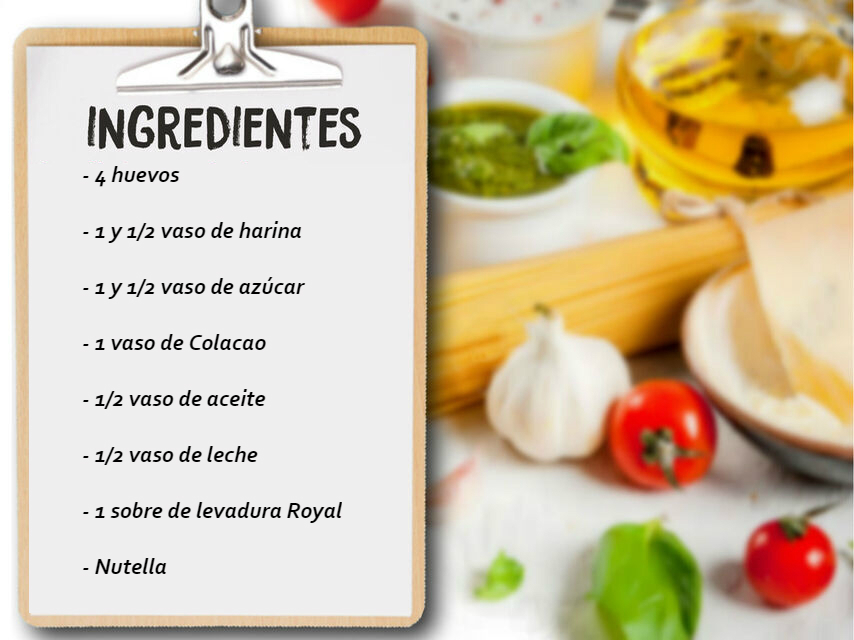 INGREDIENTES
- 4 huevos
- 1 y 1/2 vaso de harina
- 1 y 1/2 vaso de azúcar
- 1 vaso de Colacao
- 1/2 vaso de aceite
- 1/2 vaso de leche
- 1 sobre de levadura Royal
- Nutella